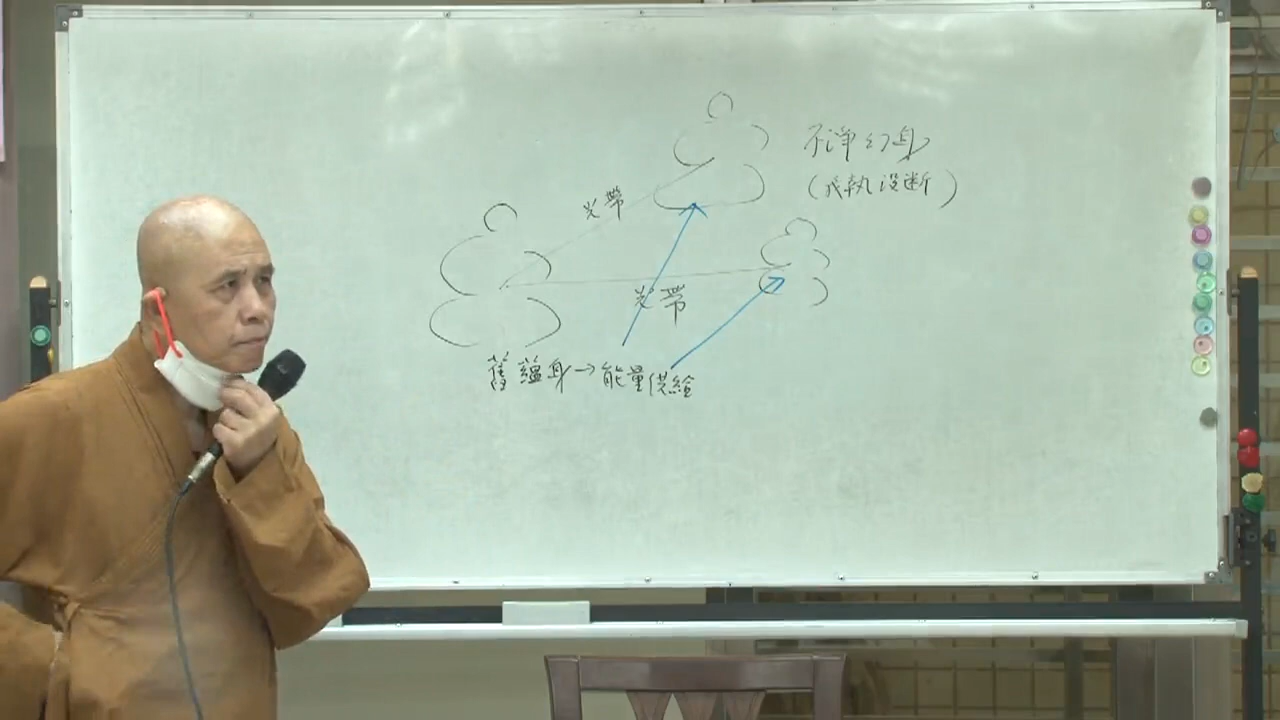 不淨幻身
(我執沒斷)
光帶
光帶
舊蘊身→能量供給